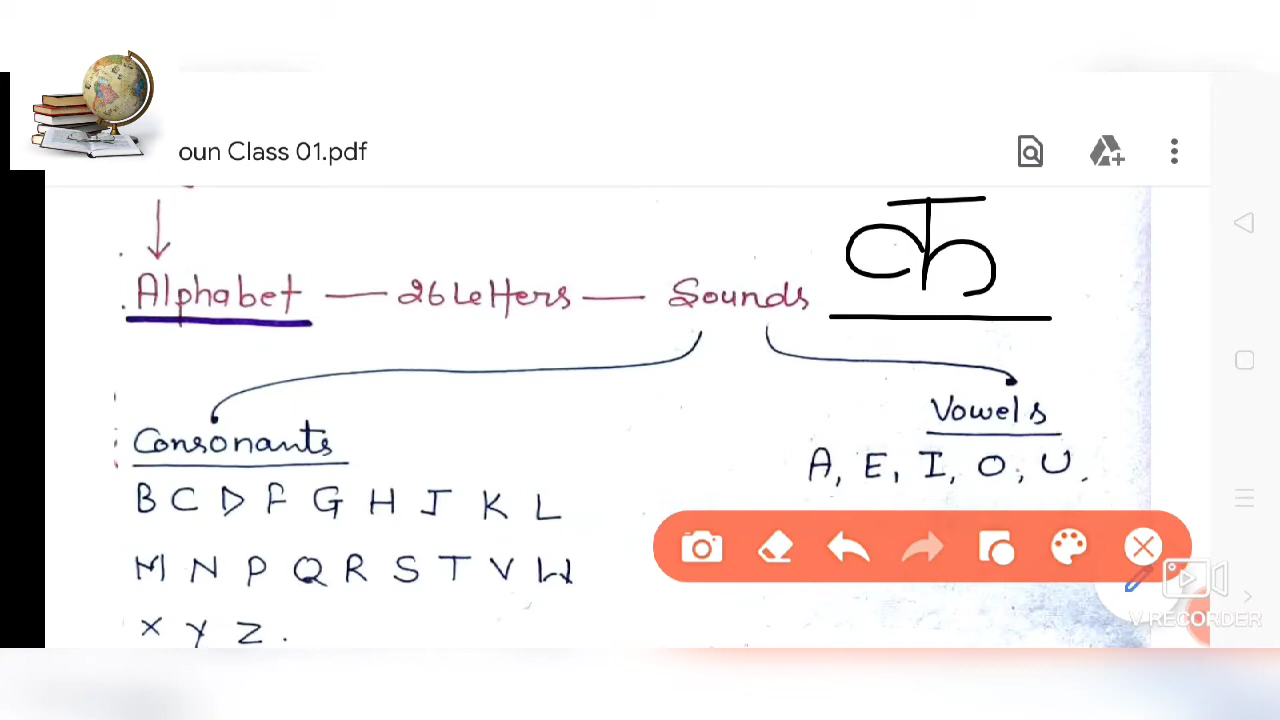 oun Class 01.pdf
क
Alphabet — 26 Letters — Sounds
Consonants
Vowels
A, E, I, O, U.
B C D F G H J K L
M N P Q R S T V W
X Y Z.
V RECORDER